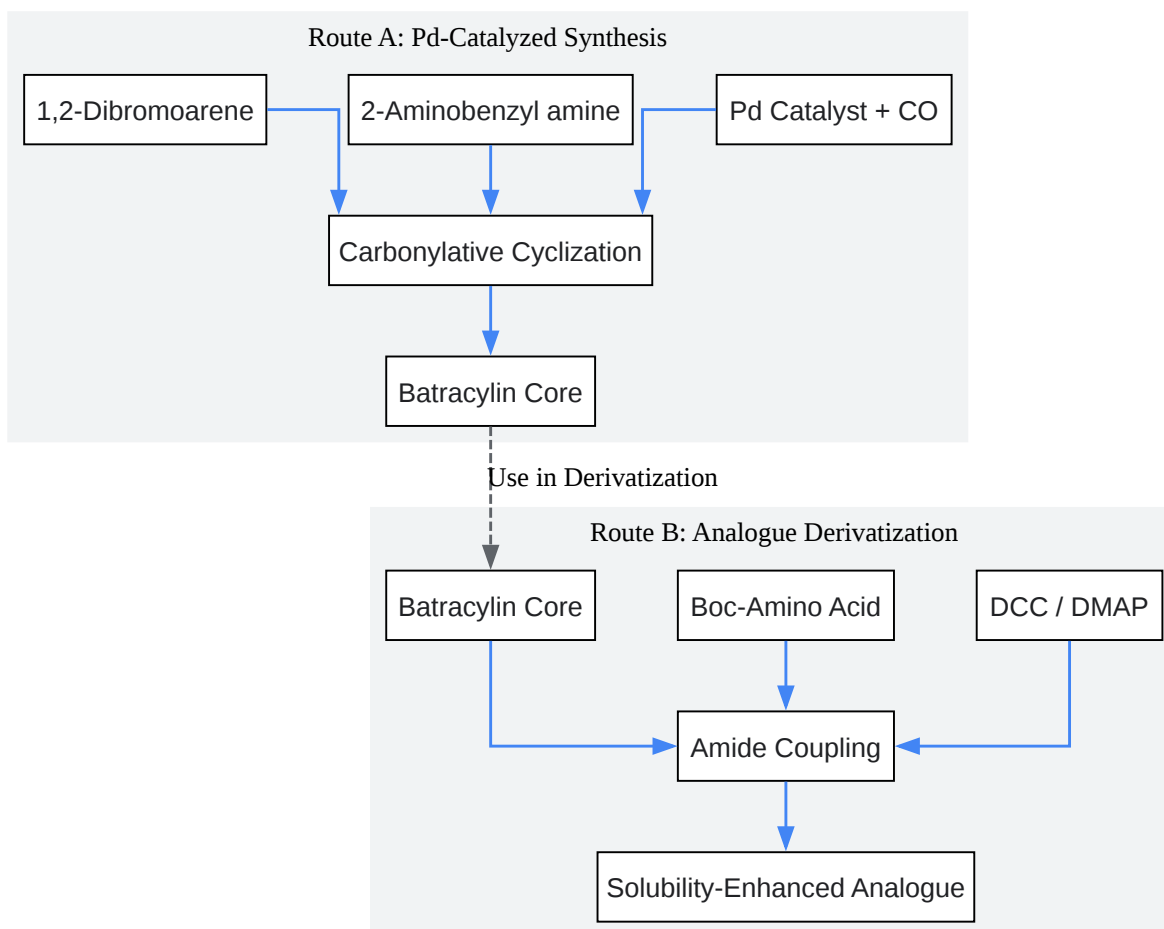 Route A: Pd-Catalyzed Synthesis
1,2-Dibromoarene
2-Aminobenzyl amine
Pd Catalyst + CO
Carbonylative Cyclization
Batracylin Core
Use in Derivatization
Route B: Analogue Derivatization
Batracylin Core
Boc-Amino Acid
DCC / DMAP
Amide Coupling
Solubility-Enhanced Analogue